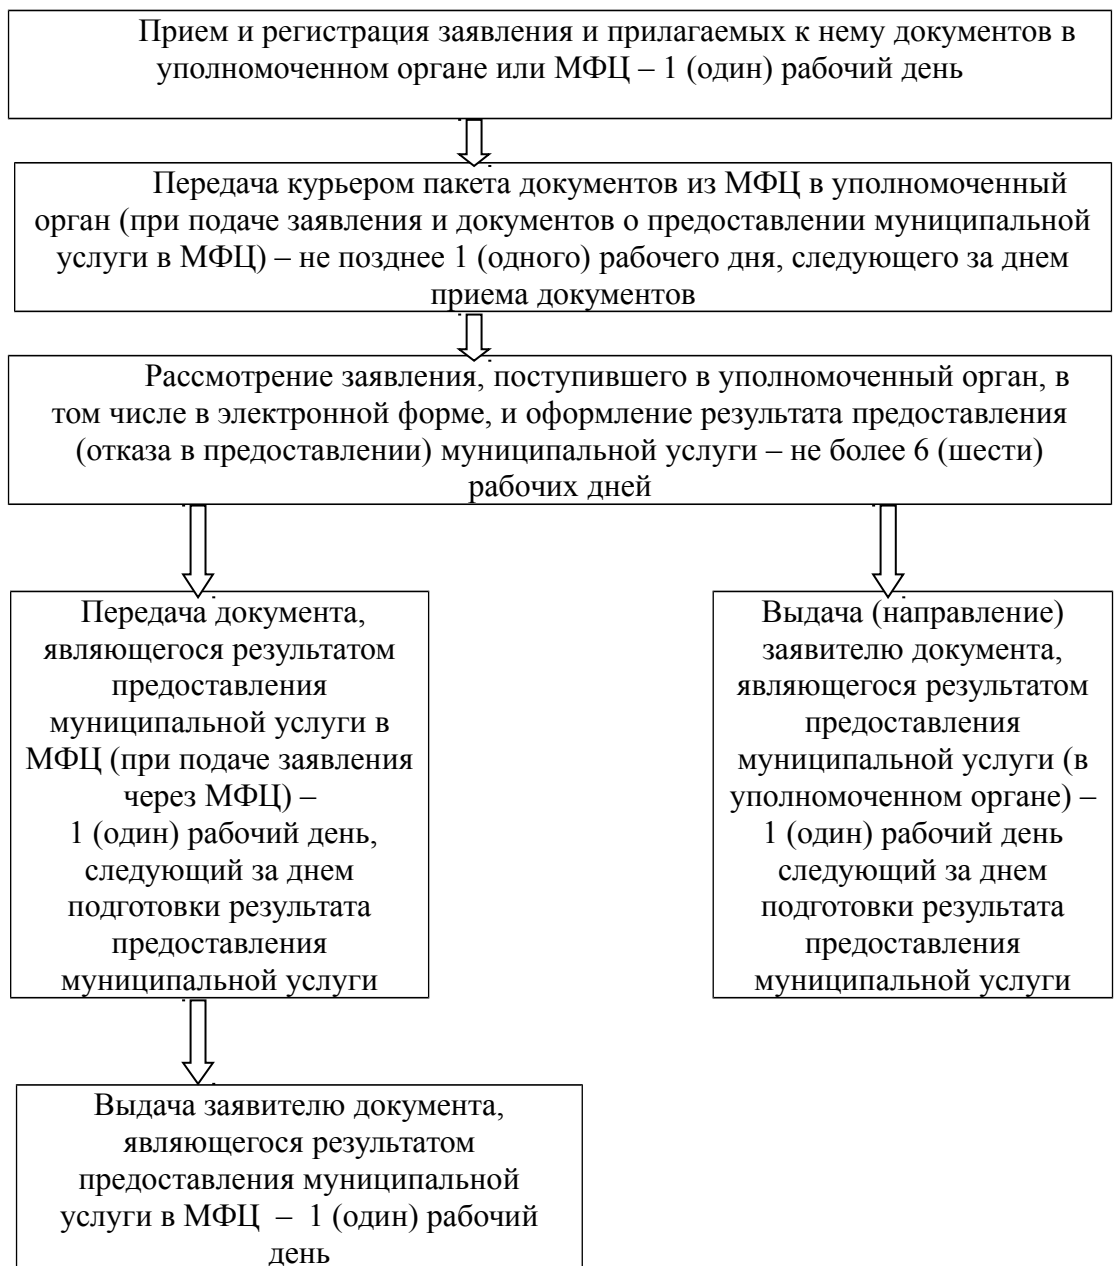 Прием и регистрация заявления и прилагаемых к нему документов в
уполномоченном органе или МФЦ – 1 (один) рабочий день
Передача курьером пакета документов из МФЦ в уполномоченный
орган (при подаче заявления и документов о предоставлении муниципальной
услуги в МФЦ) – не позднее 1 (одного) рабочего дня, следующего за днем
приема документов
Рассмотрение заявления, поступившего в уполномоченный орган, в
том числе в электронной форме, и оформление результата предоставления
(отказа в предоставлении) муниципальной услуги – не более 6 (шести)
рабочих дней
Передача документа,
являющегося результатом
предоставления
муниципальной услуги в
МФЦ (при подаче заявления
через МФЦ) –
1 (один) рабочий день,
следующий за днем
подготовки результата
предоставления
муниципальной услуги
Выдача (направление)
заявителю документа,
являющегося результатом
предоставления
муниципальной услуги (в
уполномоченном органе) –
1 (один) рабочий день
следующий за днем
подготовки результата
предоставления
муниципальной услуги
Выдача заявителю документа,
являющегося результатом
предоставления муниципальной
услуги в МФЦ – 1 (один) рабочий
день